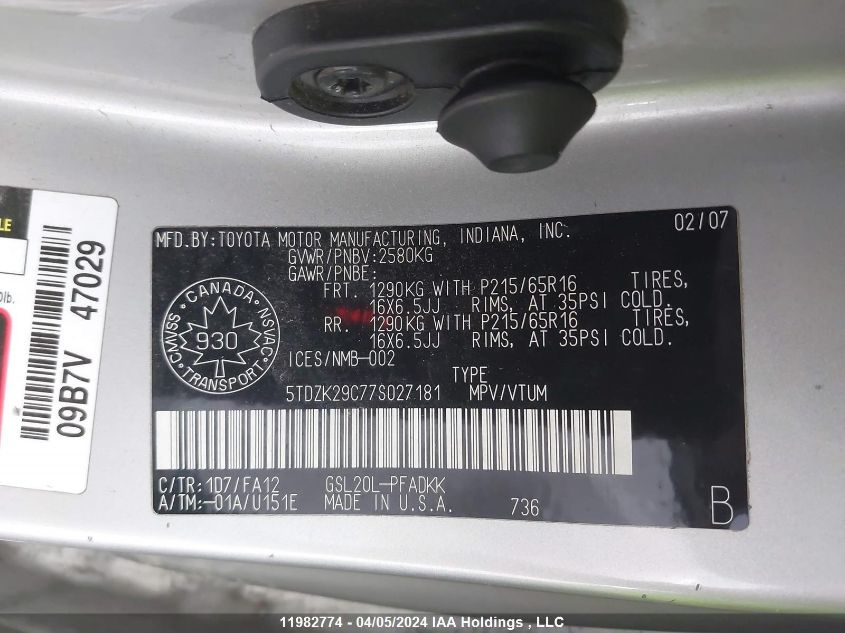 MFD.BY:TOYOTA MOTOR MANUFACTURING, INDIANA, INC. 02/07
GVWR/PNBV:2580KG
GAWR/PNBE:
FRT. 1290KG WITH P215/65R16 TIRES,
16X6.5JJ RIMS, AT 35PSI COLD.
RR. 1290KG WITH P215/65R16 TIRES,
16X6.5JJ RIMS, AT 35PSI COLD.
ICES/NMB-002
CANADA
CMVSS 930 NSVAC
TRANSPORT
TYPE
5TDZK29C77S027181 MPV/VTUM
C/TR:1D7/FA12 GSL20L-PFADKK
A/TM:-01A/U151E MADE IN U.S.A. 736 B
09B7V 47029
lb.
11982774 - 04/05/2024 IAA Holdings , LLC